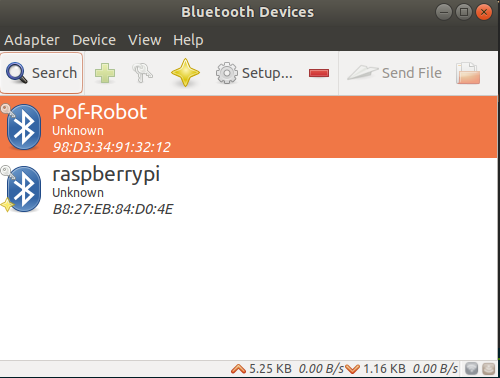 Bluetooth Devices
Adapter Device View Help
Search Setup... Send File
Pof-Robot
Unknown
98:D3:34:91:32:12
raspberrypi
Unknown
B8:27:EB:84:D0:4E
5.25 KB 0.00 B/s 1.16 KB 0.00 B/s